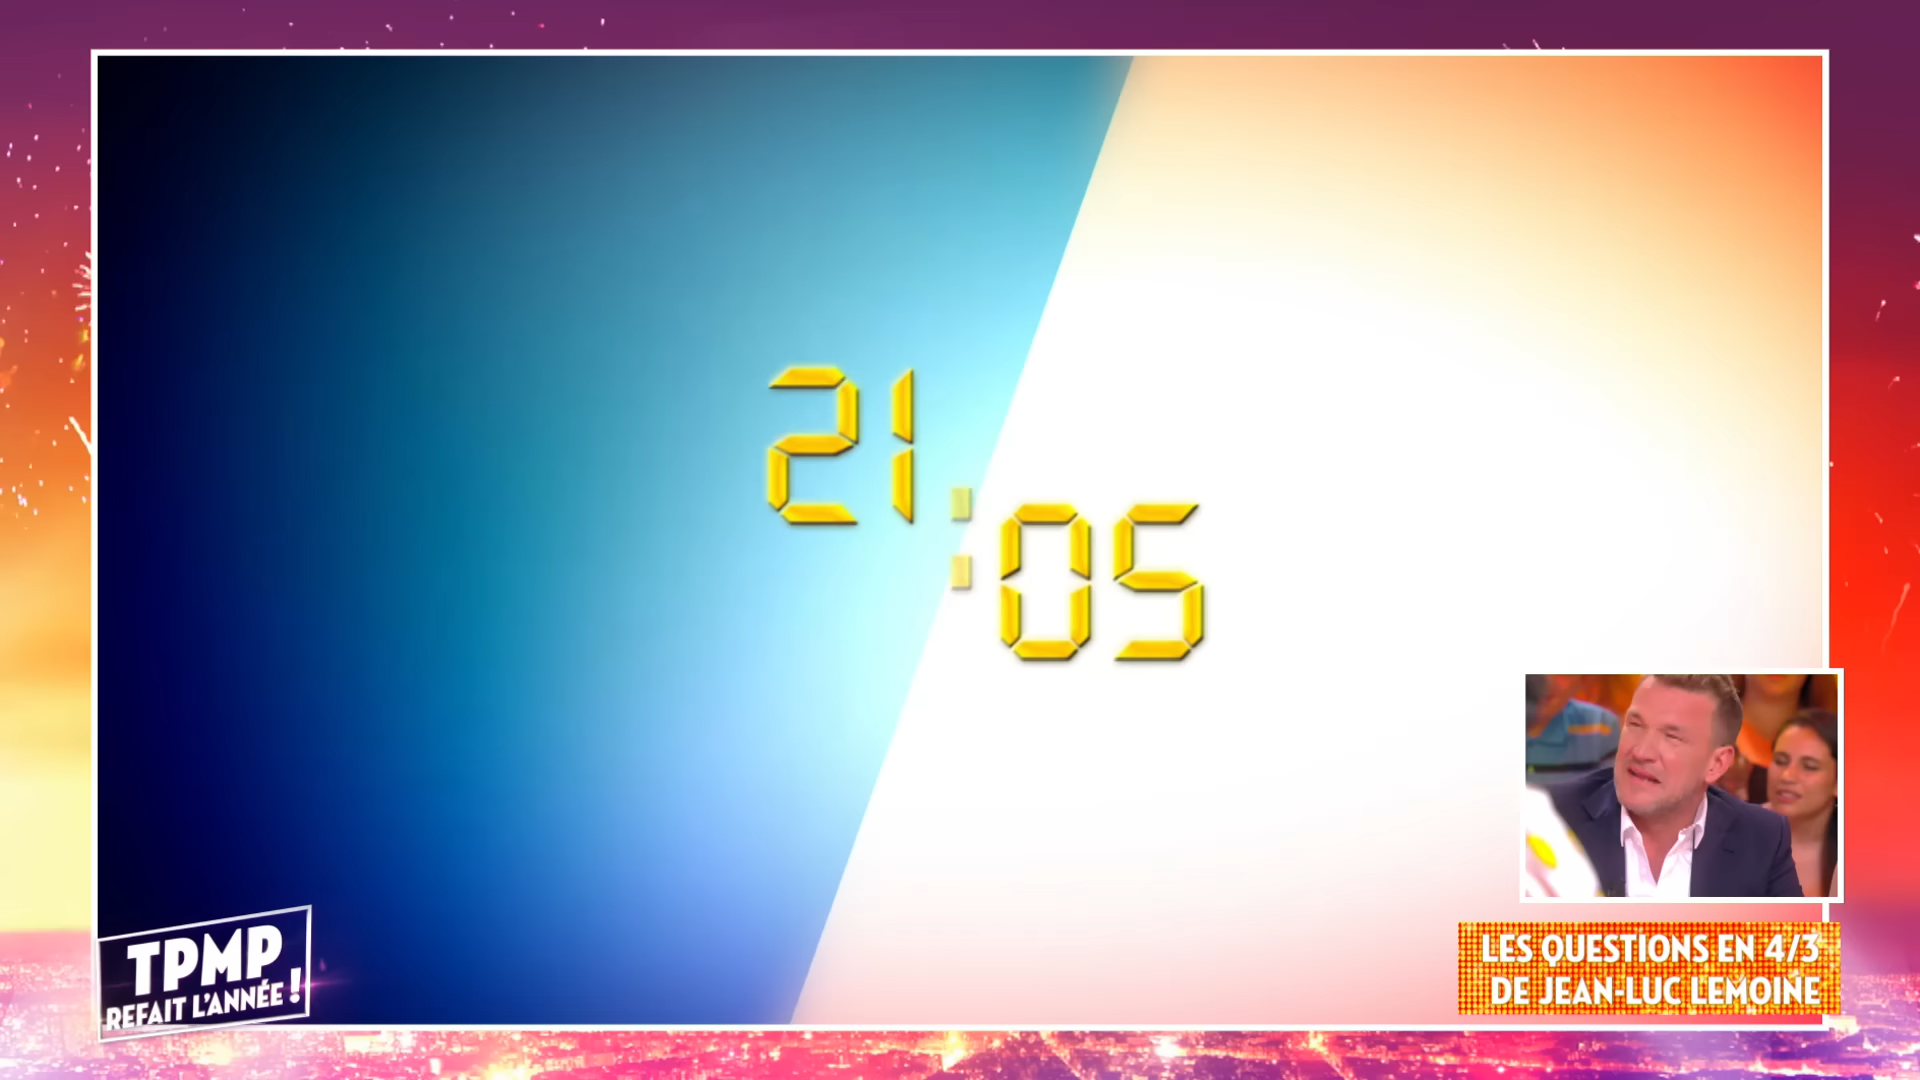 21:05
TPMP
REFAIT L'ANNÉE !
LES QUESTIONS EN 4/3
DE JEAN-LUC LEMOINE